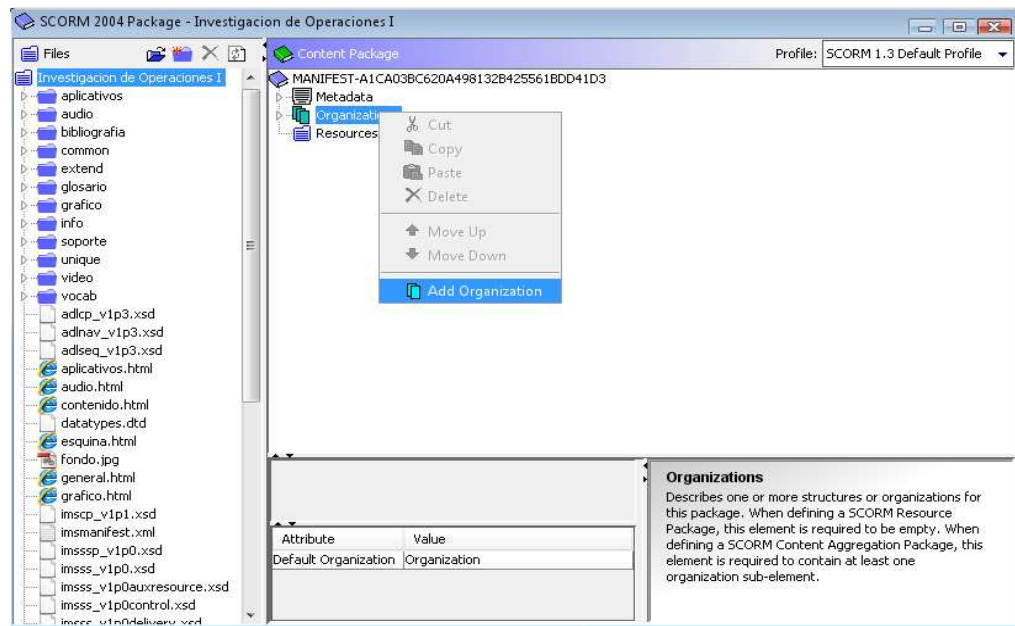 SCORM 2004 Package - Investigacion de Operaciones I
Files
Investigacion de Operaciones I
aplicativos
audio
bibliografia
common
extend
glosario
grafico
info
soporte
unique
video
vocab
adlcp_v1p3.xsd
adlnav_v1p3.xsd
adlseq_v1p3.xsd
aplicativos.html
audio.html
contenido.html
datatypes.dtd
esquina.html
fondo.jpg
general.html
grafico.html
imscp_v1p1.xsd
imsmanifest.xml
imsssp_v1p0.xsd
imsss_v1p0.xsd
imsss_v1p0auxresource.xsd
imsss_v1p0control.xsd
imsss_v1p0delivery.xsd
Content Package
Profile: SCORM 1.3 Default Profile
MANIFEST-A1CA03BC620A498132B425561BDD41D3
Metadata
Resources
Cut
Copy
Paste
Delete
Move Up
Move Down
Add Organization
Attribute Value
Default Organization Organization
Organizations
Describes one or more structures or organizations for
this package. When defining a SCORM Resource
Package, this element is required to be empty. When
defining a SCORM Content Aggregation Package, this
element is required to contain at least one
organization sub-element.